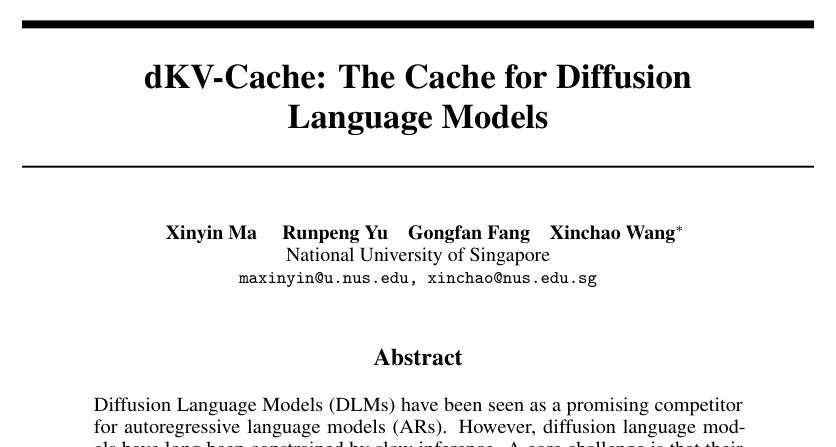 dKV-Cache: The Cache for Diffusion
Language Models
Xinyin Ma Runpeng Yu Gongfan Fang Xinchao Wang*
National University of Singapore
maxinyin@u.nus.edu, xinchao@nus.edu.sg
Abstract
Diffusion Language Models (DLMs) have been seen as a promising competitor
for autoregressive language models (ARs). However, diffusion language mod-
els have long been constrained by slow inference. A core challenge is that their